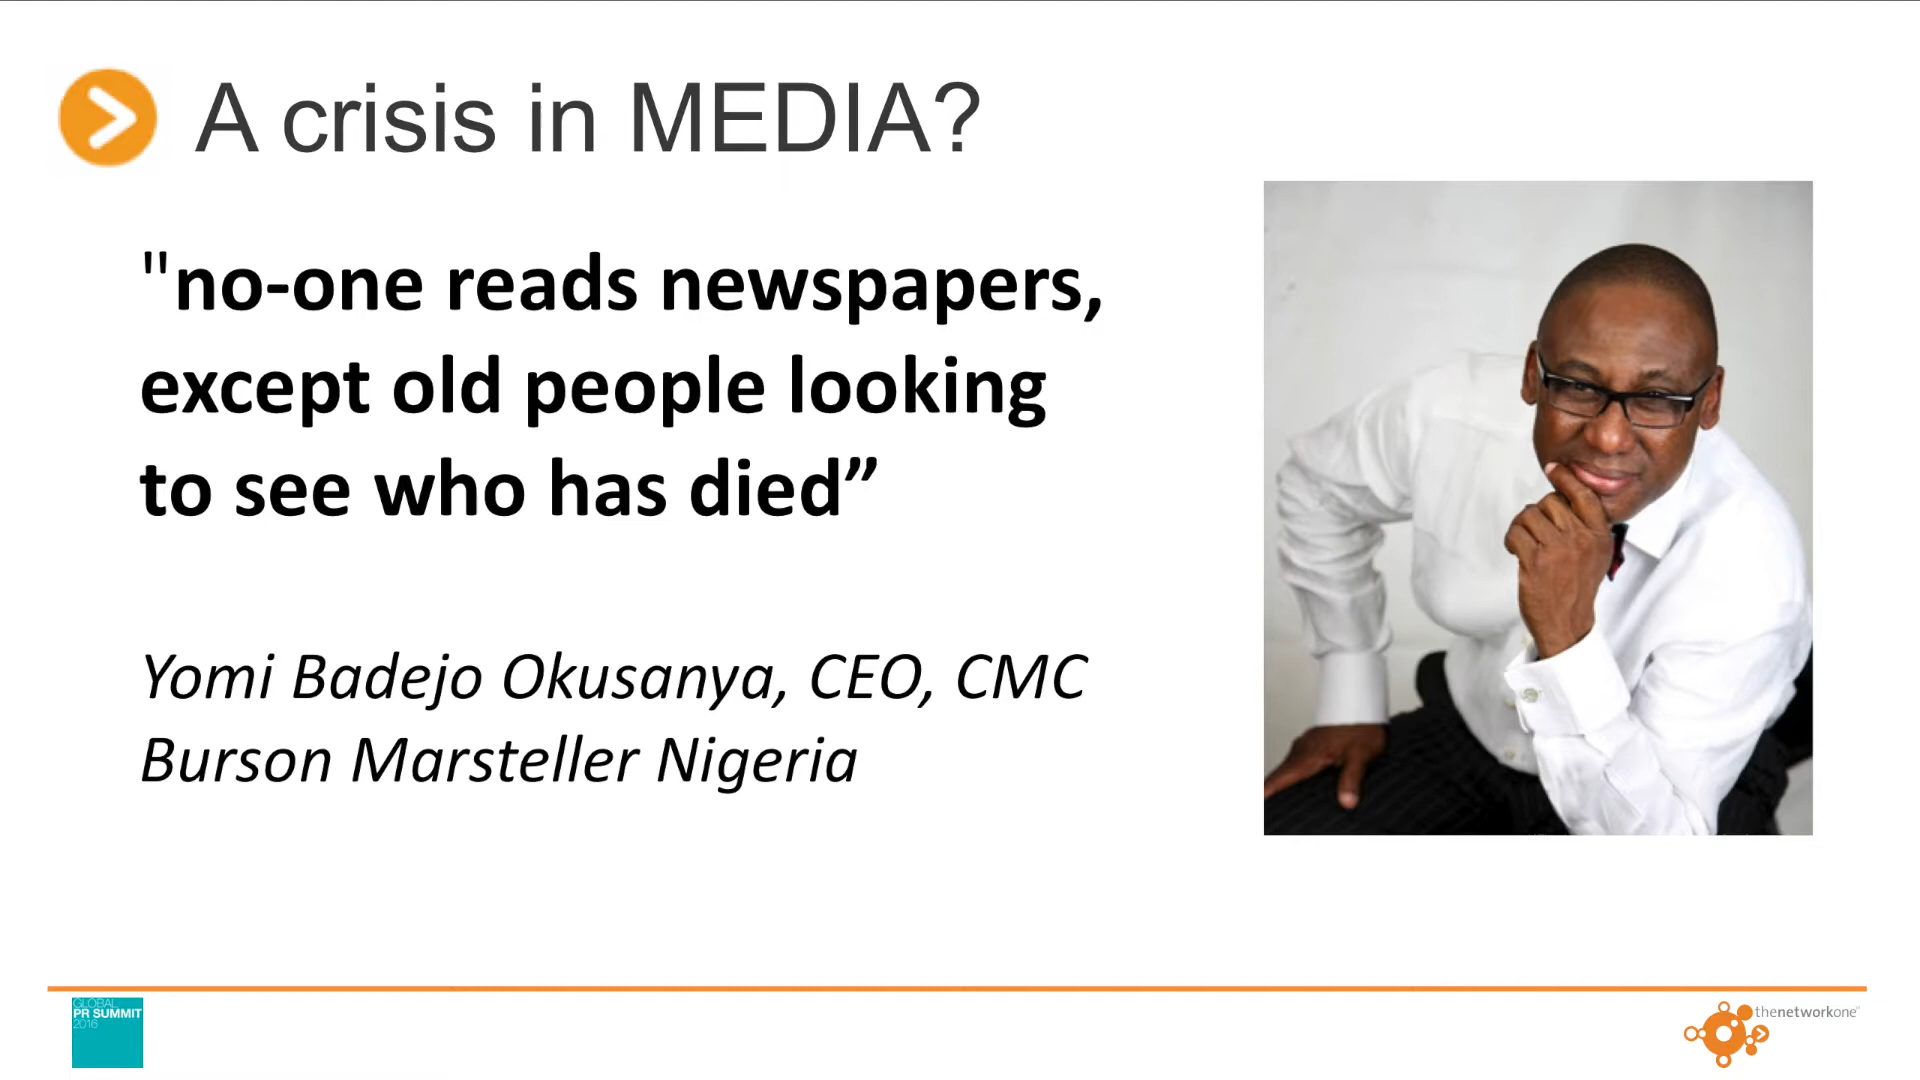 A crisis in MEDIA?
"no-one reads newspapers,
except old people looking
to see who has died”
Yomi Badejo Okusanya, CEO, CMC
Burson Marsteller Nigeria
GLOBAL
PR SUMMIT
2016
thenetworkone